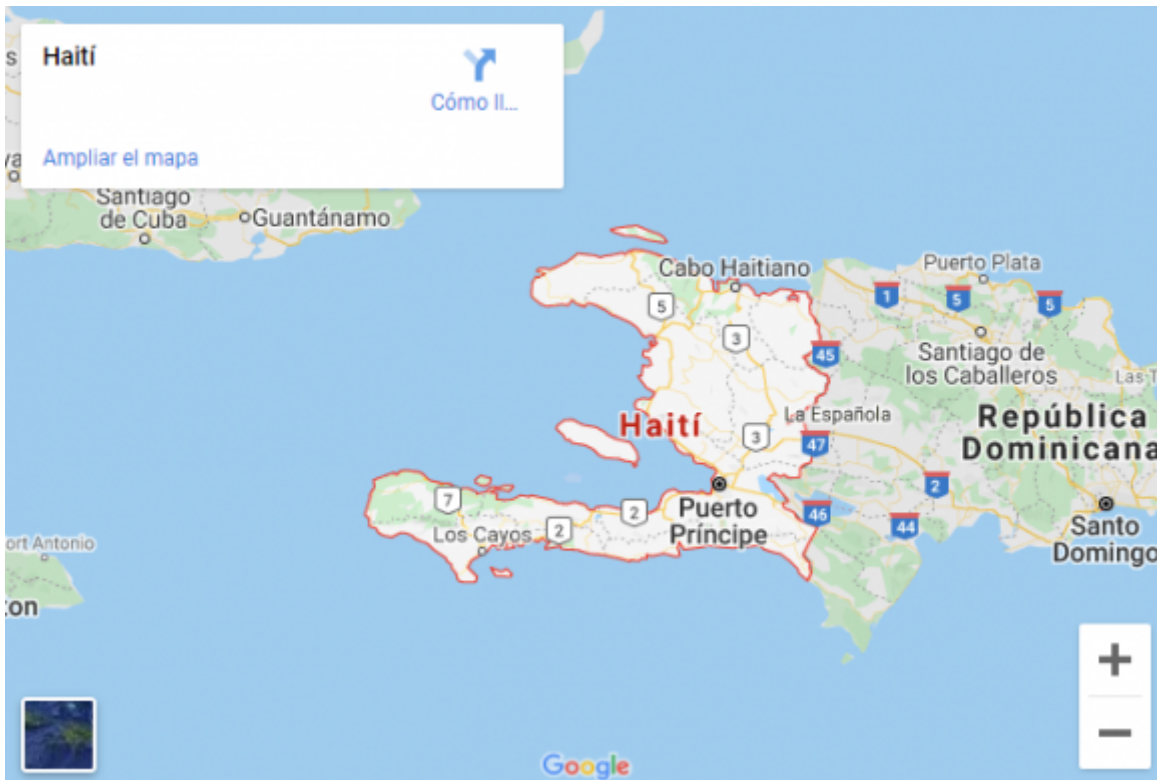 Haití
Cómo ll...
Ampliar el mapa
Santiago
de Cuba
Guantánamo
Cabo Haitiano
Puerto Plata
1
5
5
5
3
45
Santiago de
los Caballeros
La Española
República
Dominicana
Haití
3
47
2
7
2
2
46
44
Puerto
Príncipe
Los Cayos
Santo
Domingo
ort Antonio
ton
Las T
+
−
Google